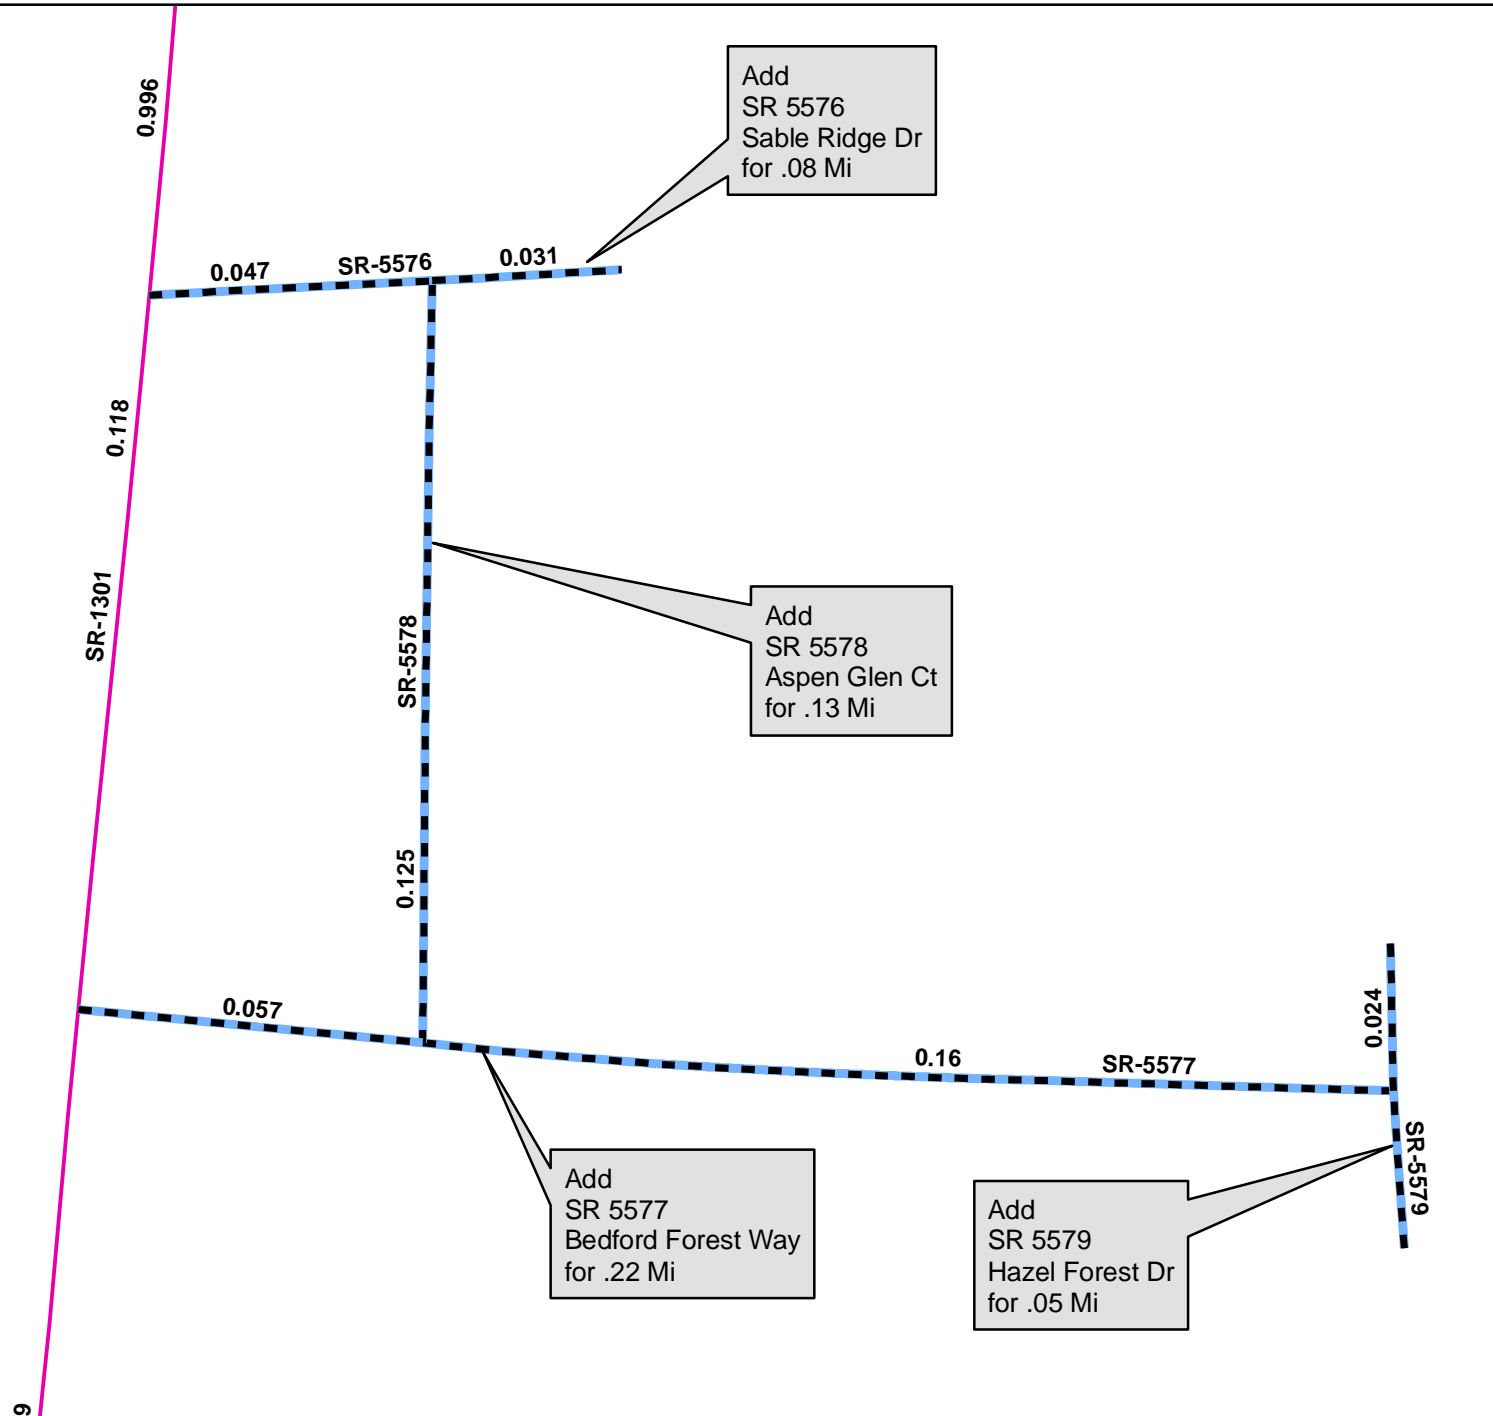 0.996
Add
SR 5576
Sable Ridge Dr
for .08 Mi
0.047
SR-5576
0.031
0.118
SR-1301
SR-5578
Add
SR 5578
Aspen Glen Ct
for .13 Mi
0.125
0.057
0.16
SR-5577
0.024
SR-5579
Add
SR 5577
Bedford Forest Way
for .22 Mi
Add
SR 5579
Hazel Forest Dr
for .05 Mi
9